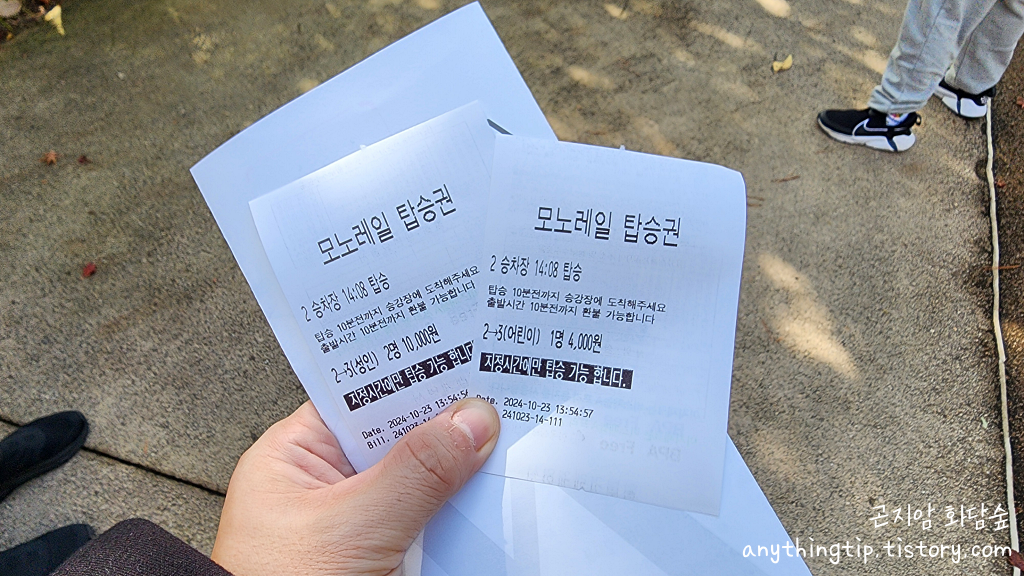 모노레일 탑승권
2 승차장 14:08 탑승
탑승 10분전까지 승강장에 도착해주세요
출발시간 10분전까지 환불 가능합니다
2-3(성인) 2명 10,000원
지정시간에만 탑승 가능 합니다
Date. 2024-10-23 13:54:5
Bill. 241023-14-
모노레일 탑승권
2 승차장 14:08 탑승
탑승 10분전까지 승강장에 도착해주세요
출발시간 10분전까지 환불 가능합니다
2→3(어린이) 1명 4,000원
지정시간에만 탑승 가능 합니다.
Date. 2024-10-23 13:54:57
241023-14-111
BPA Free
곤지암 화담숲
anythingtip.tistory.com